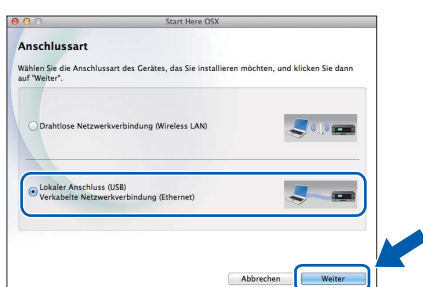 Start Here OSX
Anschlussart
Wählen Sie die Anschlussart des Gerätes, das Sie installieren möchten, und klicken Sie dann
auf "Weiter".
Drahtlose Netzwerkverbindung (Wireless LAN)
Lokaler Anschluss (USB)
Verkabelte Netzwerkverbindung (Ethernet)
Abbrechen
Weiter